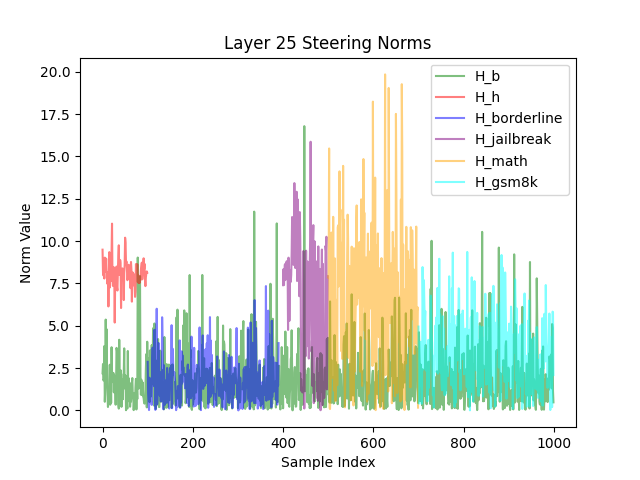 Layer 25 Steering Norms
20.0
17.5
15.0
12.5
10.0
7.5
5.0
2.5
0.0
Norm Value
H_b
H_h
H_borderline
H_jailbreak
H_math
H_gsm8k
0 200 400 600 800 1000
Sample Index